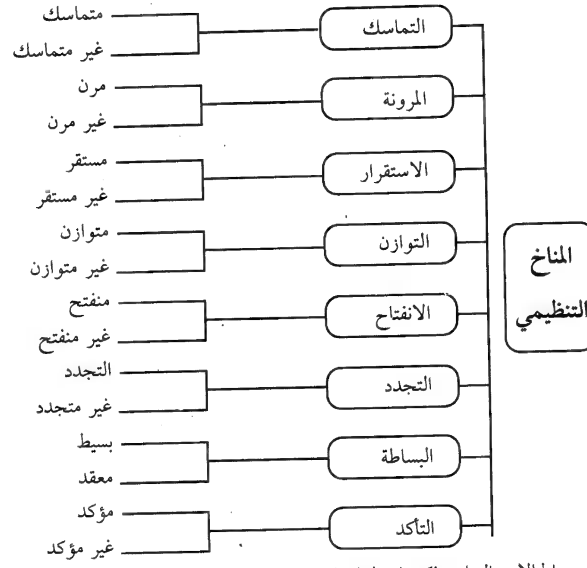 المناخ
التنظيمي
التماسك
متماسك
غير متماسك
المرونة
مرن
غير مرن
الاستقرار
مستقر
غير مستقر
التوازن
متوازن
غير متوازن
الانفتاح
منفتح
غير منفتح
التجدد
التجدد
غير متجدد
البساطة
بسيط
معقد
التأكد
مؤكد
غير مؤكد